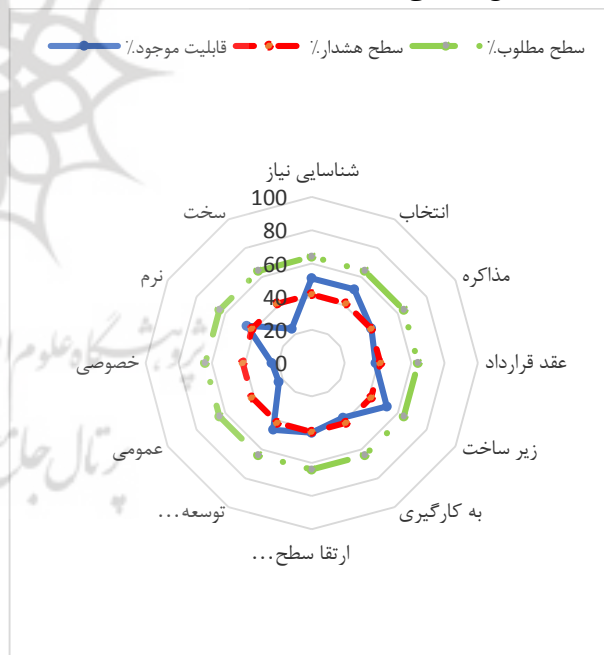 قابلیت موجود٪ سطح هشدار٪ سطح مطلوب٪
شناسایی نیاز
انتخاب
مذاکره
عقد قرارداد
زیر ساخت
به کارگیری
ارتقا سطح...
توسعه...
عمومی
خصوصی
نرم
سخت
100
80
60
40
20
0